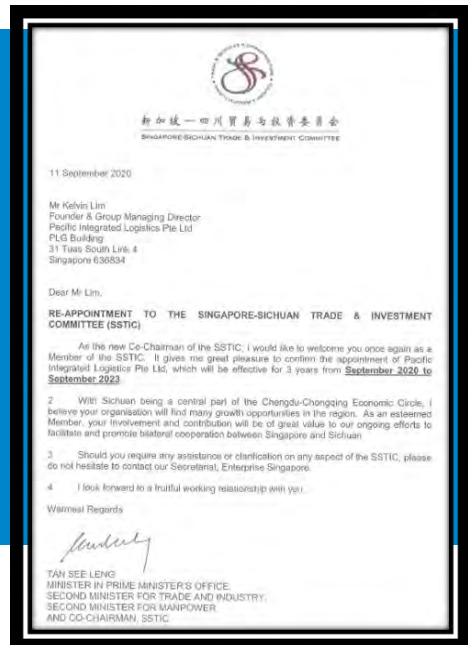 新加坡—四川贸易与投资委员会
SINGAPORE-SICHUAN TRADE & INVESTMENT COMMITTEE
11 September 2020
Mr Kelvin Lim
Founder & Group Managing Director
Pacific Integrated Logistics Pte Ltd
PLG Building
31 Tuas South Link 4
Singapore 636834
Dear Mr Lim,
RE-APPOINTMENT TO THE SINGAPORE-SICHUAN TRADE & INVESTMENT
COMMITTEE (SSTIC)
As the new Co-Chairman of the SSTIC, I would like to welcome you once again as a
Member of the SSTIC. It gives me great pleasure to confirm the appointment of Pacific
Integrated Logistics Pte Ltd, which will be effective for 3 years from September 2020 to
September 2023.
2 With Sichuan being a central part of the Chengdu-Chongqing Economic Circle, I
believe your organisation will find many growth opportunities in the region. As an esteemed
Member, your involvement and contribution will be of great value to our ongoing efforts to
facilitate and promote bilateral cooperation between Singapore and Sichuan.
3 Should you require any assistance or clarification on any aspect of the SSTIC, please
do not hesitate to contact our Secretariat, Enterprise Singapore.
4 I look forward to a fruitful working relationship with you.
Warmest Regards
TAN SEE LENG
MINISTER IN PRIME MINISTER'S OFFICE,
SECOND MINISTER FOR TRADE AND INDUSTRY,
SECOND MINISTER FOR MANPOWER
AND CO-CHAIRMAN, SSTIC